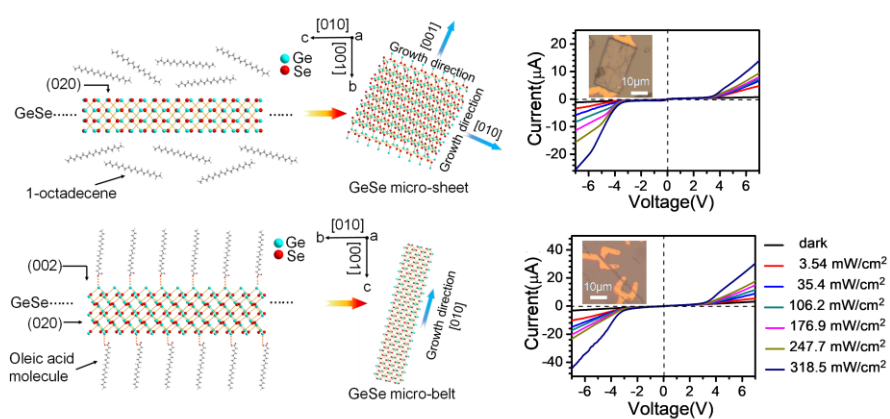 [010]
c
a
[001]
b
Ge
Se
(020)
GeSe
1-octadecene
[001]
Growth direction
Growth direction
[010]
GeSe micro-sheet
Current(μA)
20
10
0
-10
-20
10μm
-6 -4 -2 0 2 4 6
Voltage(V)
Ge
Se
[010]
b
a
[001]
c
(002)
GeSe
(020)
Oleic acid
molecule
Growth direction
[010]
GeSe micro-belt
Current(μA)
40
20
0
-20
-40
10 μm
-6 -4 -2 0 2 4 6
Voltage(V)
dark
3.54 mW/cm²
35.4 mW/cm²
106.2 mW/cm²
176.9 mW/cm²
247.7 mW/cm²
318.5 mW/cm²